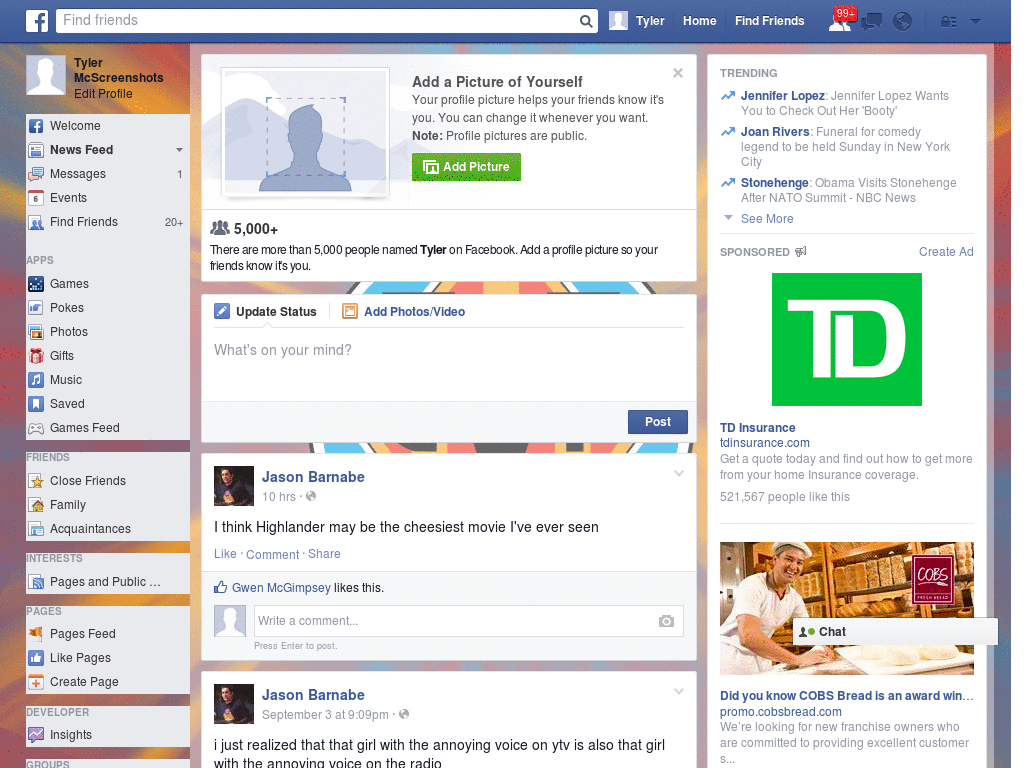 Find friends
Tyler
Home
Find Friends
99+
Tyler
McScreenshots
Edit Profile
Welcome
News Feed
Messages 1
Events
Find Friends 20+
APPS
Games
Pokes
Photos
Gifts
Music
Saved
Games Feed
FRIENDS
Close Friends
Family
Acquaintances
INTERESTS
Pages and Public ...
PAGES
Pages Feed
Like Pages
Create Page
DEVELOPER
Insights
GROUPS
Add a Picture of Yourself
Your profile picture helps your friends know it's
you. You can change it whenever you want.
Note: Profile pictures are public.
Add Picture
5,000+
There are more than 5,000 people named Tyler on Facebook. Add a profile picture so your
friends know it's you.
Update Status
Add Photos/Video
What's on your mind?
Post
Jason Barnabe
10 hrs ·
I think Highlander may be the cheesiest movie I've ever seen
Like · Comment · Share
Gwen McGimpsey likes this.
Write a comment...
Press Enter to post.
Jason Barnabe
September 3 at 9:09pm ·
i just realized that that girl with the annoying voice on ytv is also that girl
with the annoying voice on the radio
TRENDING
Jennifer Lopez: Jennifer Lopez Wants
You to Check Out Her 'Booty'
Joan Rivers: Funeral for comedy
legend to be held Sunday in New York
City
Stonehenge: Obama Visits Stonehenge
After NATO Summit - NBC News
See More
SPONSORED
Create Ad
TD
TD Insurance
tdinsurance.com
Get a quote today and find out how to get more
from your home Insurance coverage.
521,567 people like this
COBS
FRESH BREAD
Chat
Did you know COBS Bread is an award win...
promo.cobsbread.com
We're looking for new franchise owners who
are committed to providing excellent customer
s...